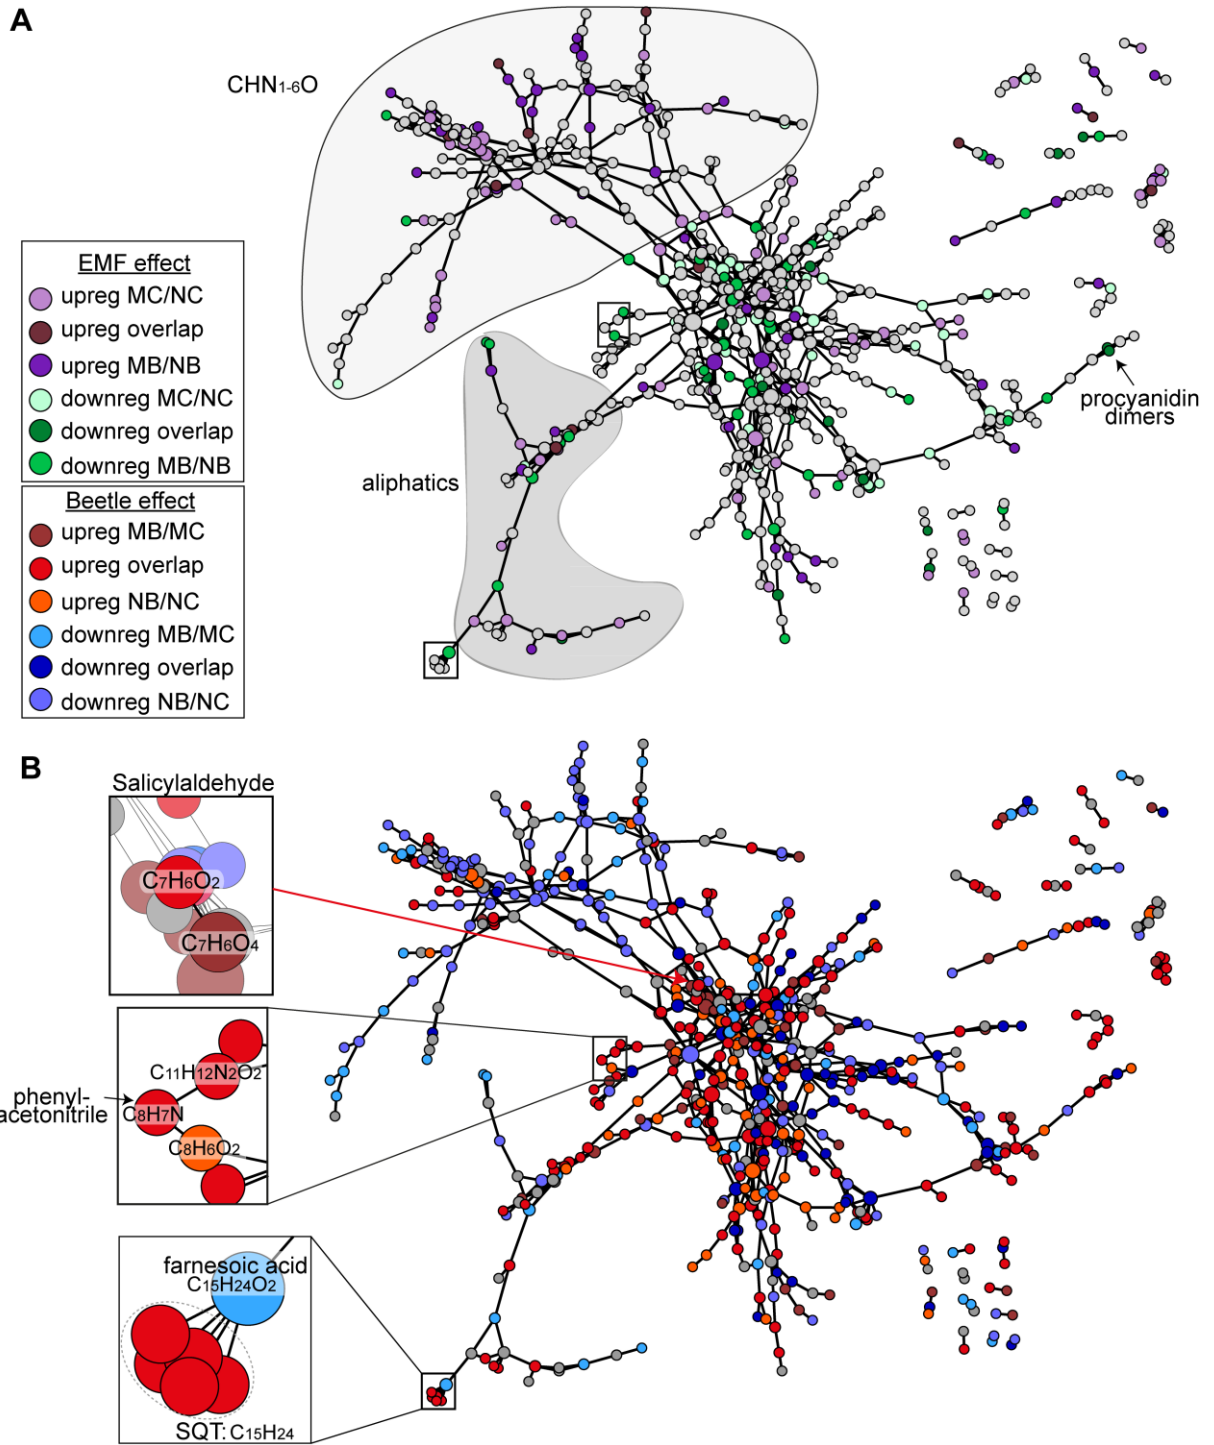 A
CHN1-6O
EMF effect
upreg MC/NC
upreg overlap
upreg MB/NB
downreg MC/NC
downreg overlap
downreg MB/NB
Beetle effect
upreg MB/MC
upreg overlap
upreg NB/NC
downreg MB/MC
downreg overlap
downreg NB/NC
aliphatics
procyanidin
dimers
B
Salicylaldehyde
C7H6O2
C7H6O4
C11H12N2O2
phenyl-
acetonitrile
C8H7N
C8H6O2
farnesoic acid
C15H24O2
SQT: C15H24